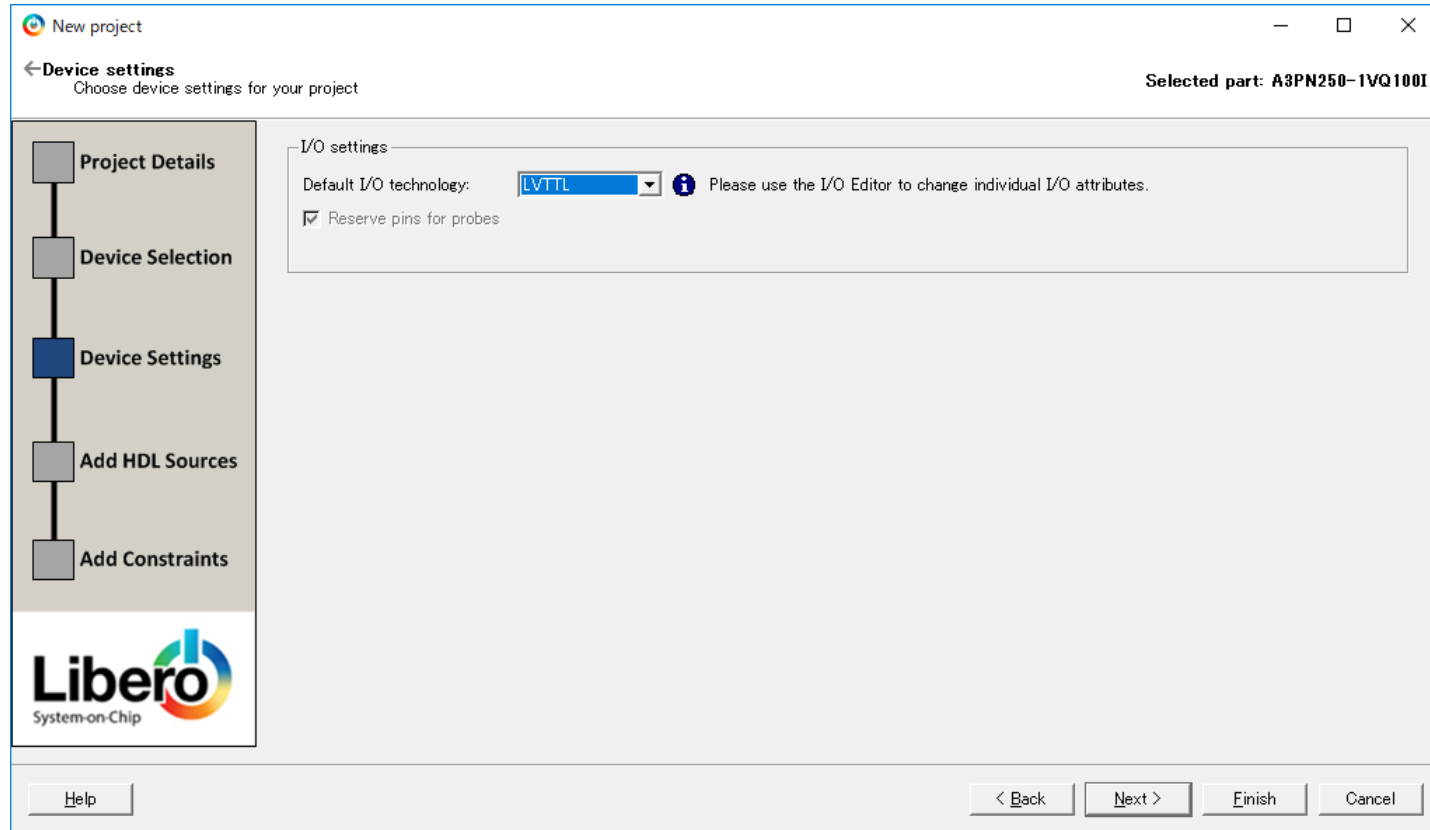 New project
Device settings
Choose device settings for your project
Selected part: A3PN250-1VQ100I
Project Details
Device Selection
Device Settings
Add HDL Sources
Add Constraints
Libero
System-on-Chip
I/O settings
Default I/O technology: LVTTL Please use the I/O Editor to change individual I/O attributes.
Reserve pins for probes
Help < Back Next > Finish Cancel